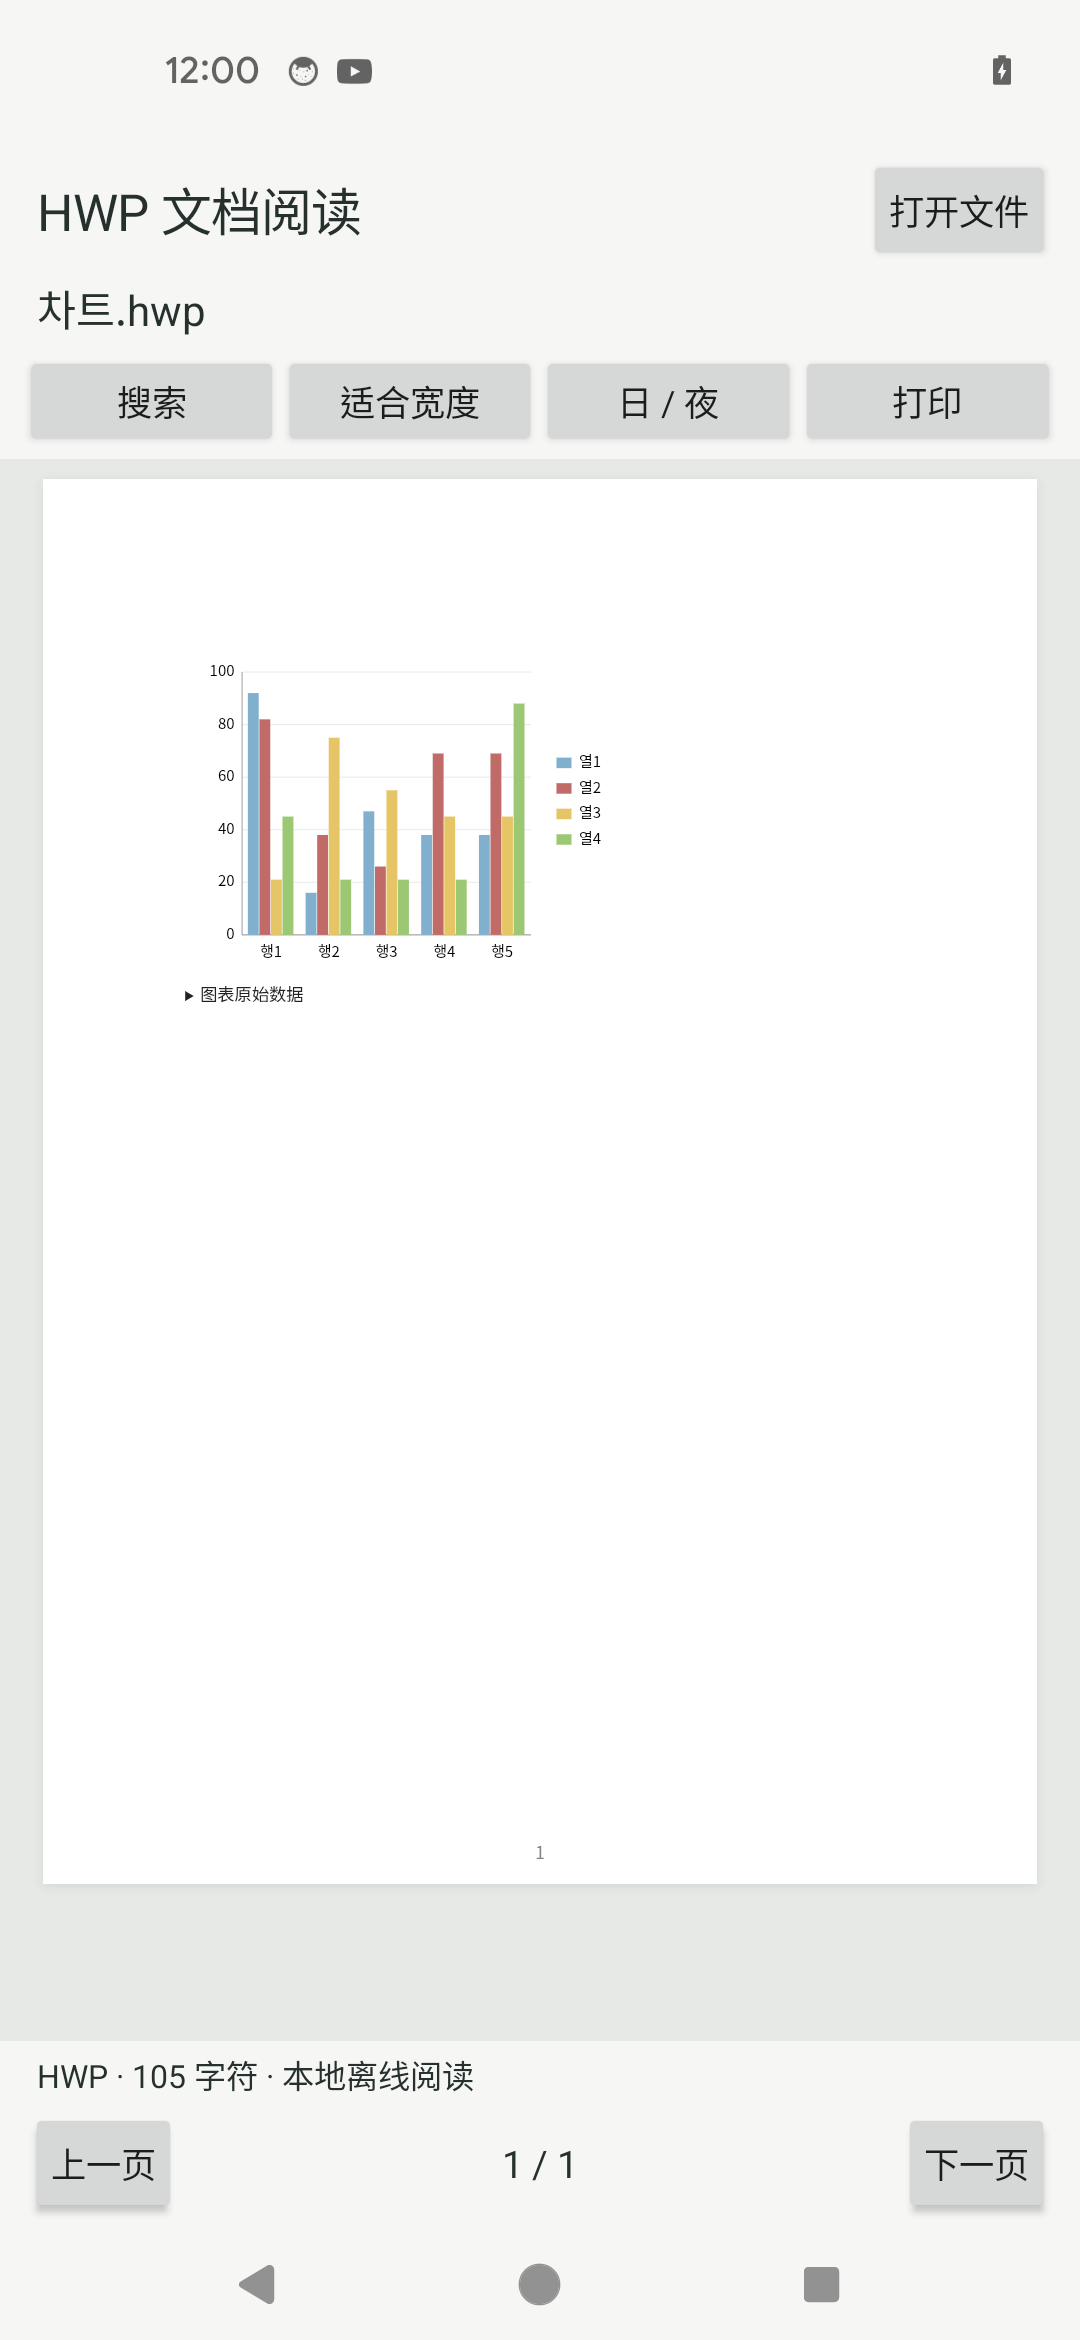 12:00
HWP 文档阅读
打开文件
차트.hwp
搜索
适合宽度
日 / 夜
打印
100
80
60
40
20
0
행1 행2 행3 행4 행5
열1
열2
열3
열4
▶ 图表原始数据
1
HWP · 105 字符 · 本地离线阅读
上一页
1 / 1
下一页